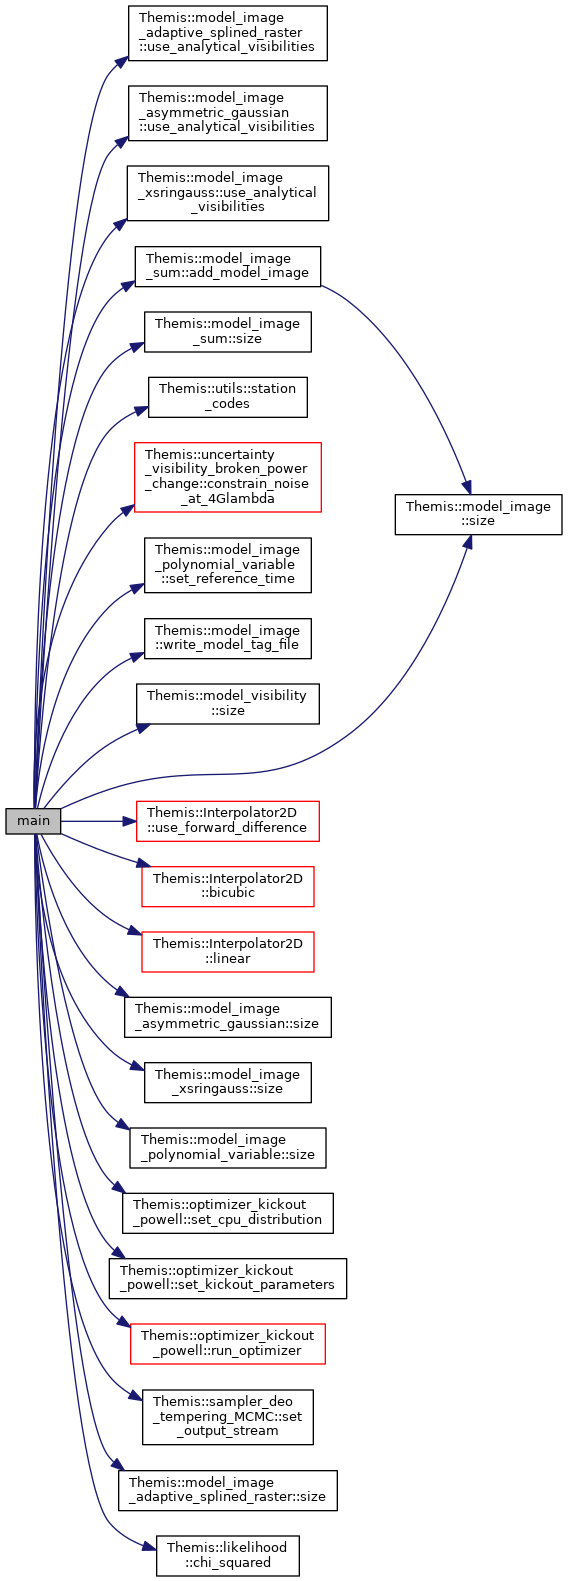 Themis::model_image
_adaptive_splined_raster
::use_analytical_visibilities
Themis::model_image
_asymmetric_gaussian
::use_analytical_visibilities
Themis::model_image
_xsringauss::use_analytical
_visibilities
Themis::model_image
_sum::add_model_image
Themis::model_image
_sum::size
Themis::utils::station
_codes
Themis::uncertainty
_visibility_broken_power
_change::constrain_noise
_at_4Glambda
Themis::model_image
::size
Themis::model_image
_polynomial_variable
::set_reference_time
Themis::model_image
::write_model_tag_file
Themis::model_visibility
::size
main
Themis::Interpolator2D
::use_forward_difference
Themis::Interpolator2D
::bicubic
Themis::Interpolator2D
::linear
Themis::model_image
_asymmetric_gaussian::size
Themis::model_image
_xsringauss::size
Themis::model_image
_polynomial_variable::size
Themis::optimizer_kickout
_powell::set_cpu_distribution
Themis::optimizer_kickout
_powell::set_kickout_parameters
Themis::optimizer_kickout
_powell::run_optimizer
Themis::sampler_deo
_tempering_MCMC::set
_output_stream
Themis::model_image
_adaptive_splined_raster::size
Themis::likelihood
::chi_squared